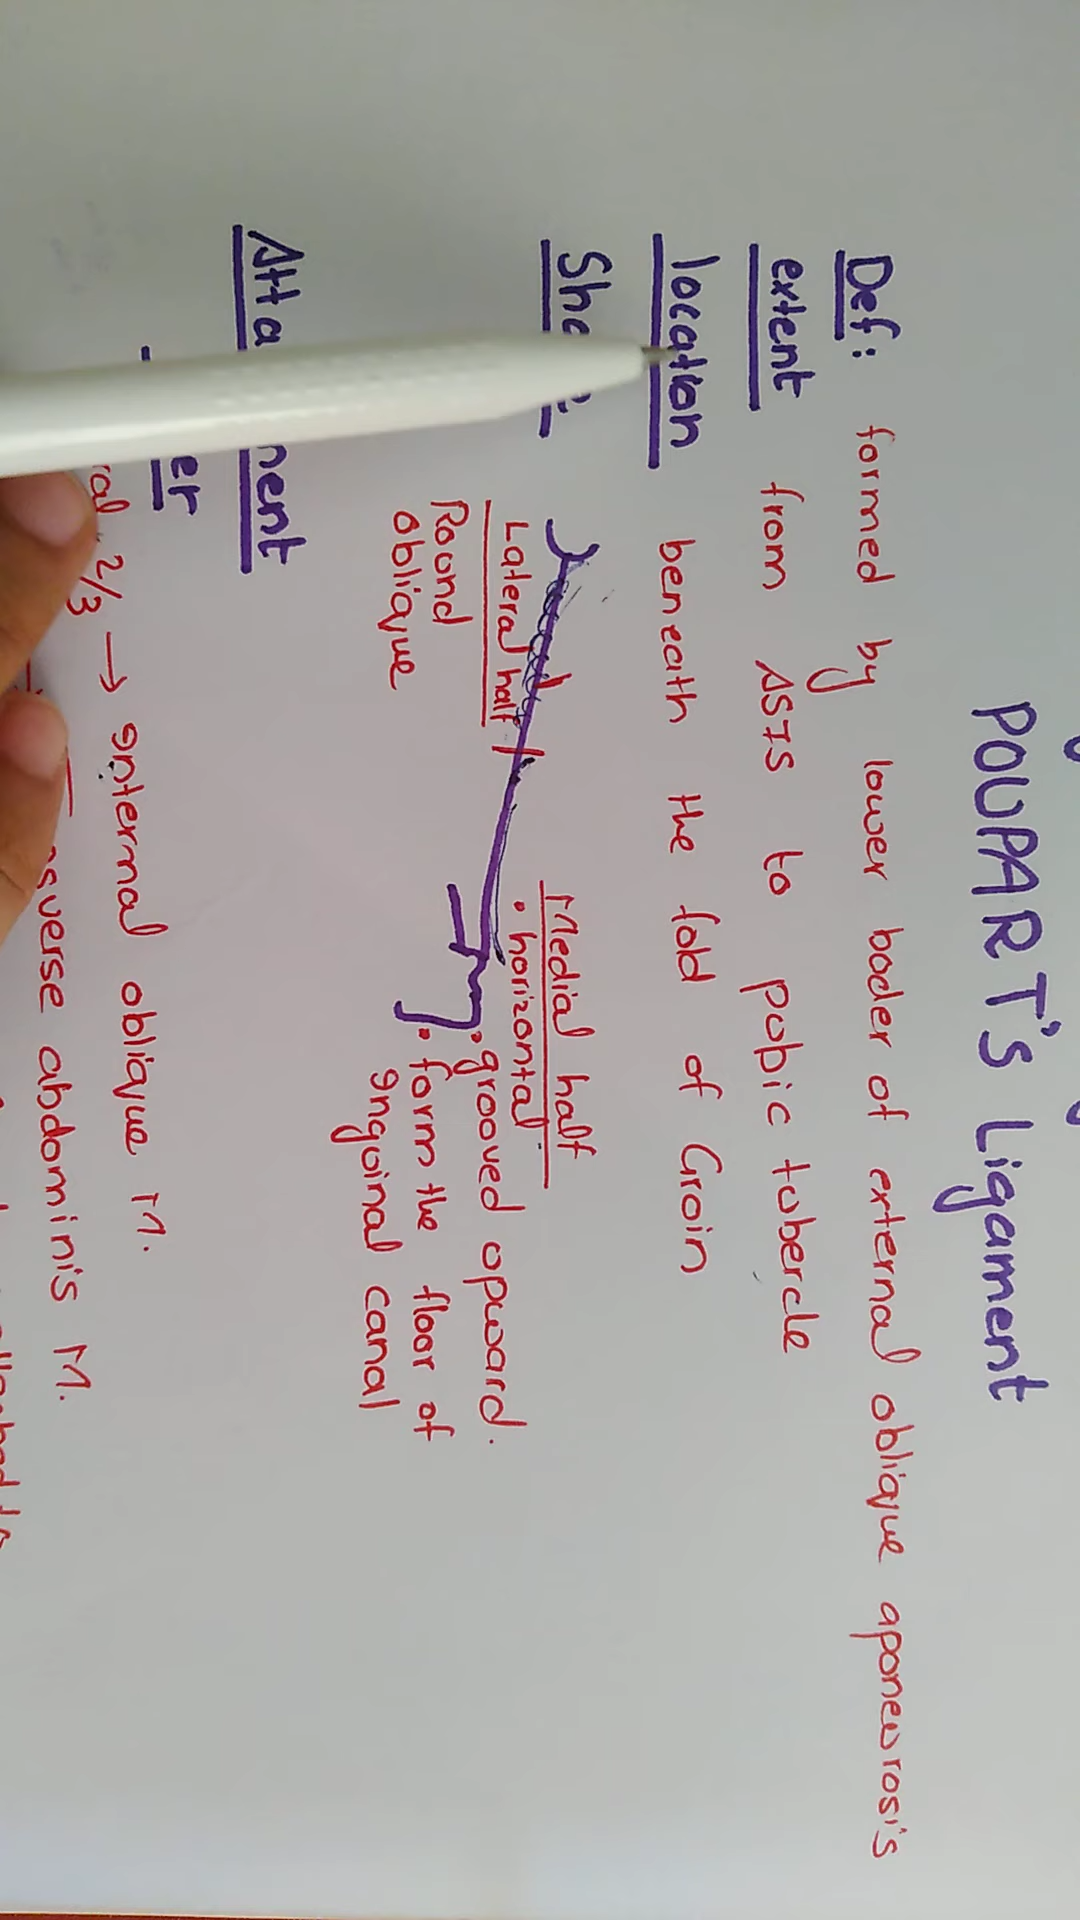 POUPART's Ligament
Def: formed by lower boder of external oblique aponeurosis
extent from ASIS to pubic tubercle
location beneath the fold of Groin
Medial half
Lateral half • horizontal
Round • grooved upward.
oblique • form the floor of
inguinal canal
2/3 → internal oblique M.
abdominis M.